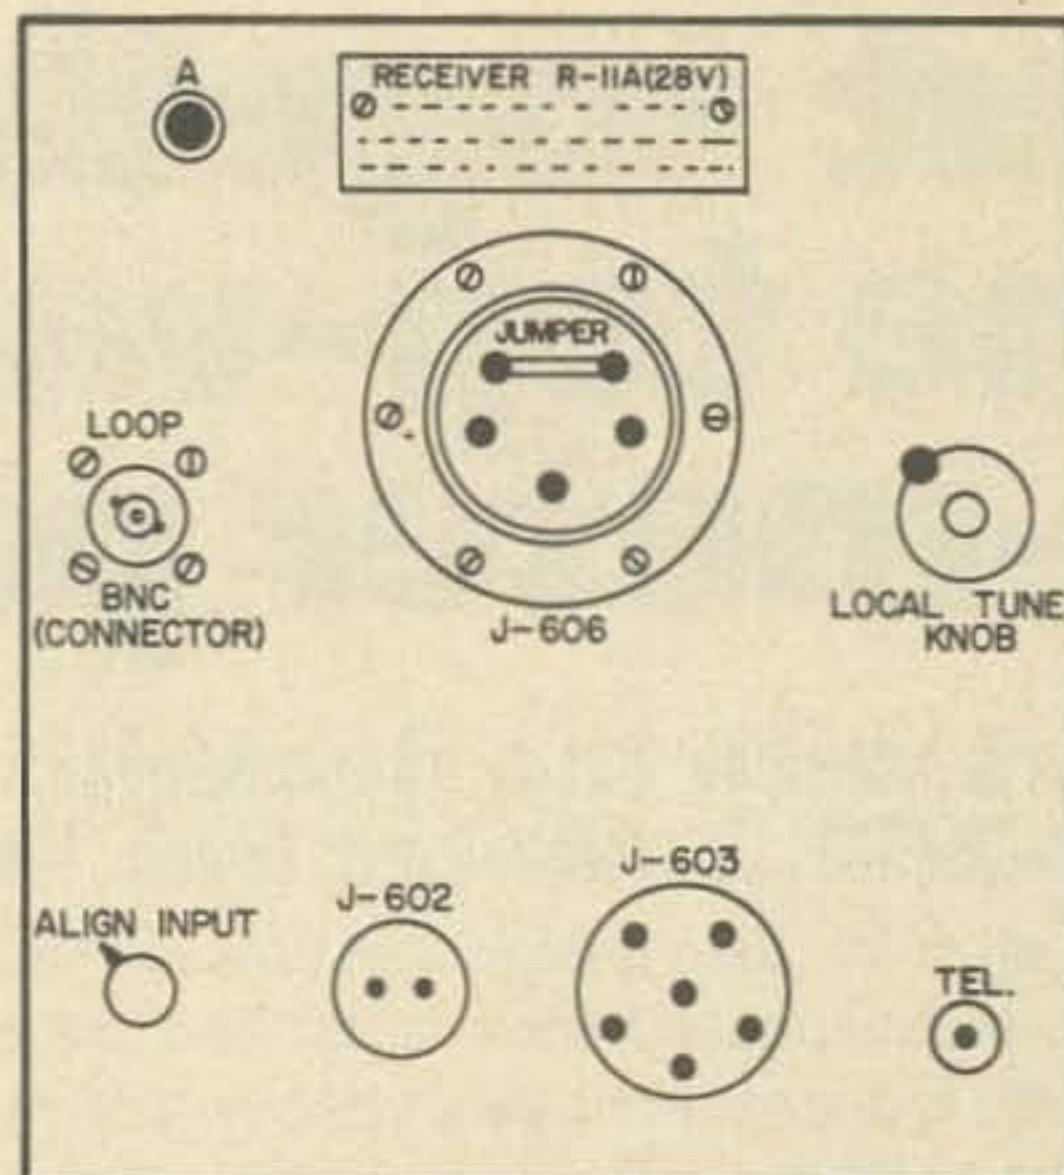 A
RECEIVER R-11A(28V)
JUMPER
LOOP
BNC
(CONNECTOR)
J-606
LOCAL TUNE
KNOB
ALIGN INPUT
J-602
J-603
TEL.